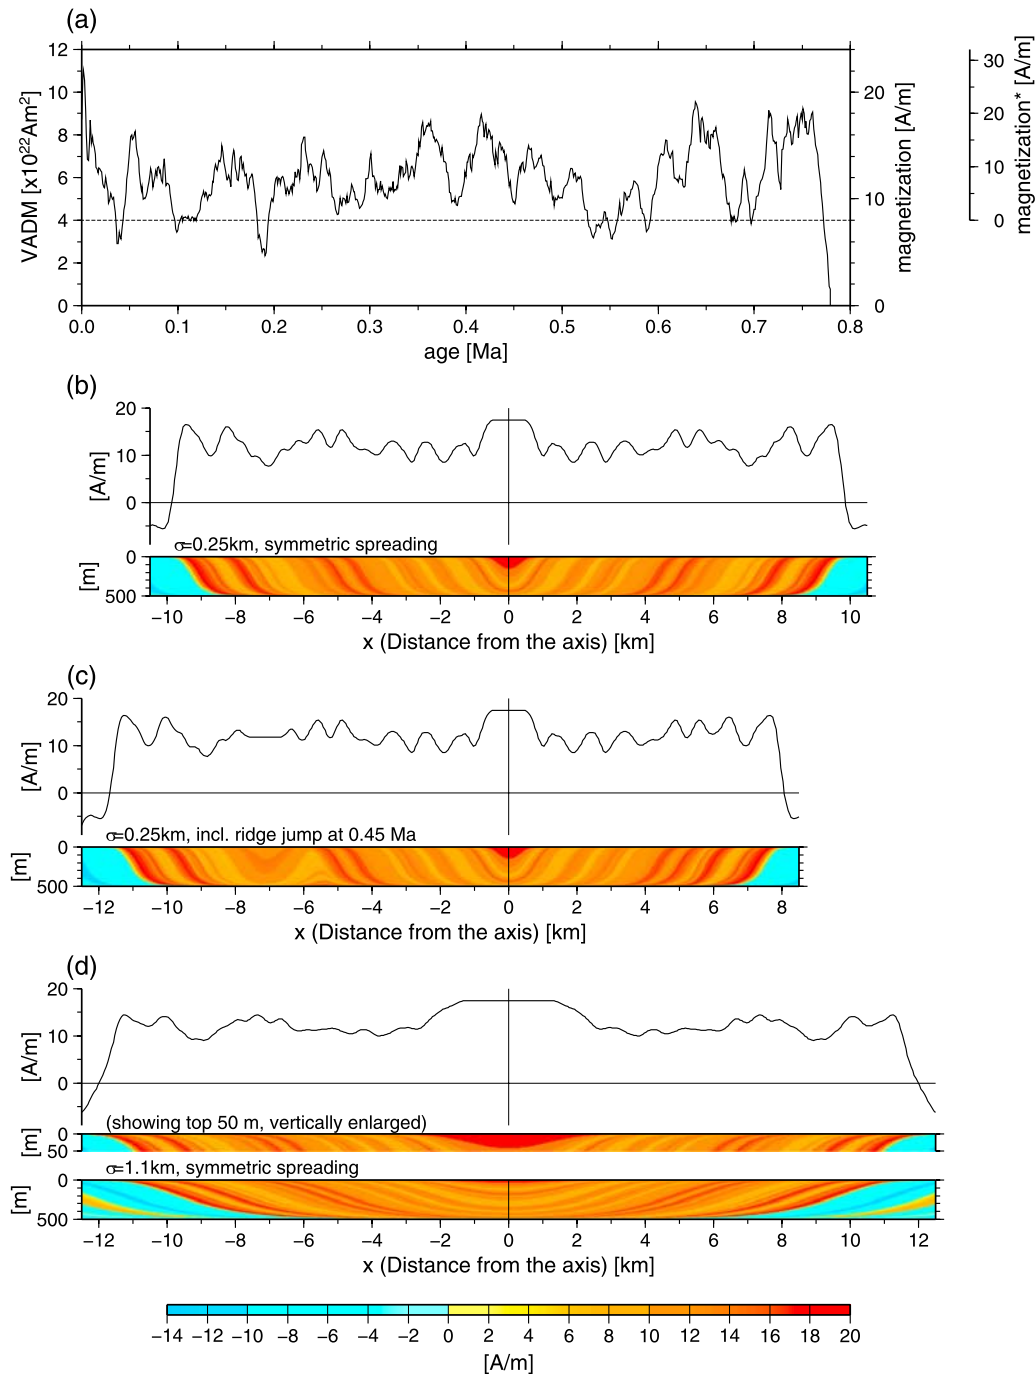 (a)
12
10
8
6
4
2
0
VADM [x10²²Am²]
20
10
0
magnetization [A/m]
30
20
10
0
magnetization* [A/m]
0.0 0.1 0.2 0.3 0.4 0.5 0.6 0.7 0.8
age [Ma]
(b)
20
10
0
[A/m]
σ=0.25km, symmetric spreading
0
500
[m]
−10 −8 −6 −4 −2 0 2 4 6 8 10
x (Distance from the axis) [km]
(c)
20
10
0
[A/m]
σ=0.25km, incl. ridge jump at 0.45 Ma
0
500
[m]
−12 −10 −8 −6 −4 −2 0 2 4 6 8
x (Distance from the axis) [km]
(d)
20
10
0
[A/m]
(showing top 50 m, vertically enlarged)
0
50
[m]
σ=1.1km, symmetric spreading
0
500
[m]
−12 −10 −8 −6 −4 −2 0 2 4 6 8 10 12
x (Distance from the axis) [km]
−14 −12 −10 −8 −6 −4 −2 0 2 4 6 8 10 12 14 16 18 20
[A/m]